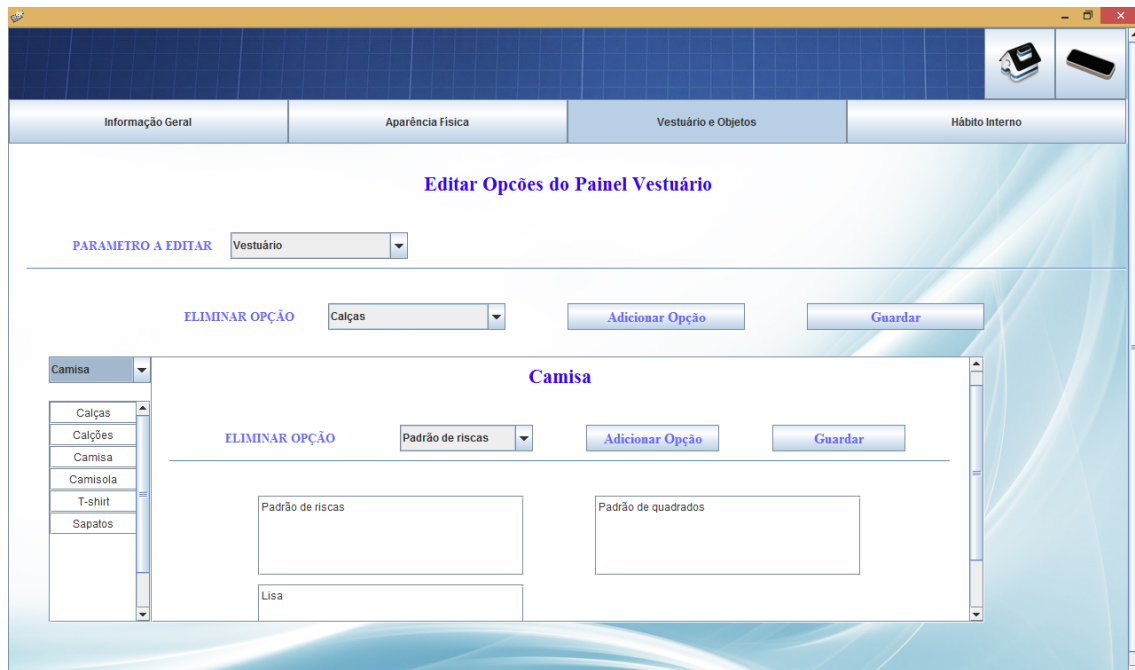 Informação Geral
Aparência Física
Vestuário e Objetos
Hábito Interno
Editar Opcões do Painel Vestuário
PARAMETRO A EDITAR
Vestuário
ELIMINAR OPÇÃO
Calças
Adicionar Opção
Guardar
Camisa
Calças
Calções
Camisa
Camisola
T-shirt
Sapatos
Camisa
ELIMINAR OPÇÃO
Padrão de riscas
Adicionar Opção
Guardar
Padrão de riscas
Padrão de quadrados
Lisa